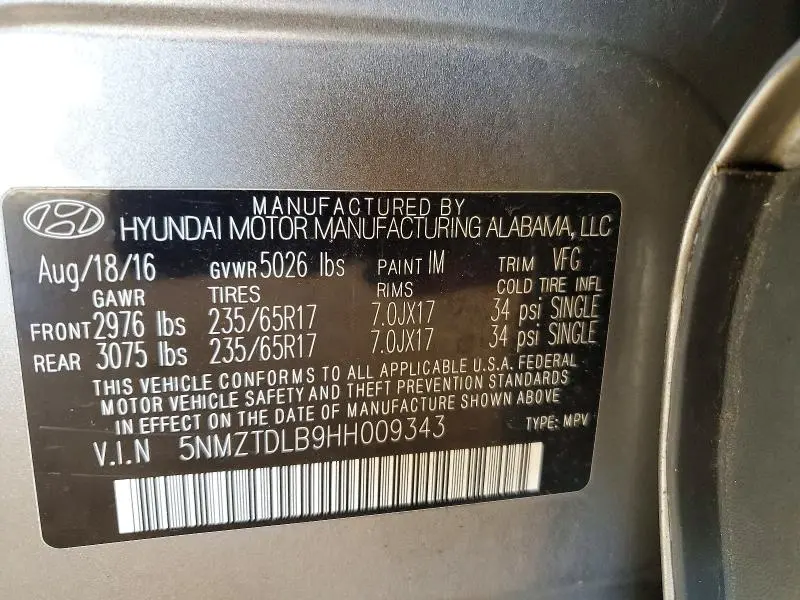 MANUFACTURED BY
HYUNDAI MOTOR MANUFACTURING ALABAMA, LLC
Aug/18/16 GVWR 5026 lbs PAINT IM TRIM VFG
GAWR TIRES RIMS COLD TIRE INFL
FRONT 2976 lbs 235/65R17 7.0JX17 34 psi SINGLE
REAR 3075 lbs 235/65R17 7.0JX17 34 psi SINGLE
THIS VEHICLE CONFORMS TO ALL APPLICABLE U.S.A. FEDERAL
MOTOR VEHICLE SAFETY AND THEFT PREVENTION STANDARDS
IN EFFECT ON THE DATE OF MANUFACTURE SHOWN ABOVE
V.I.N 5NMZTDLB9HH009343 TYPE: MPV